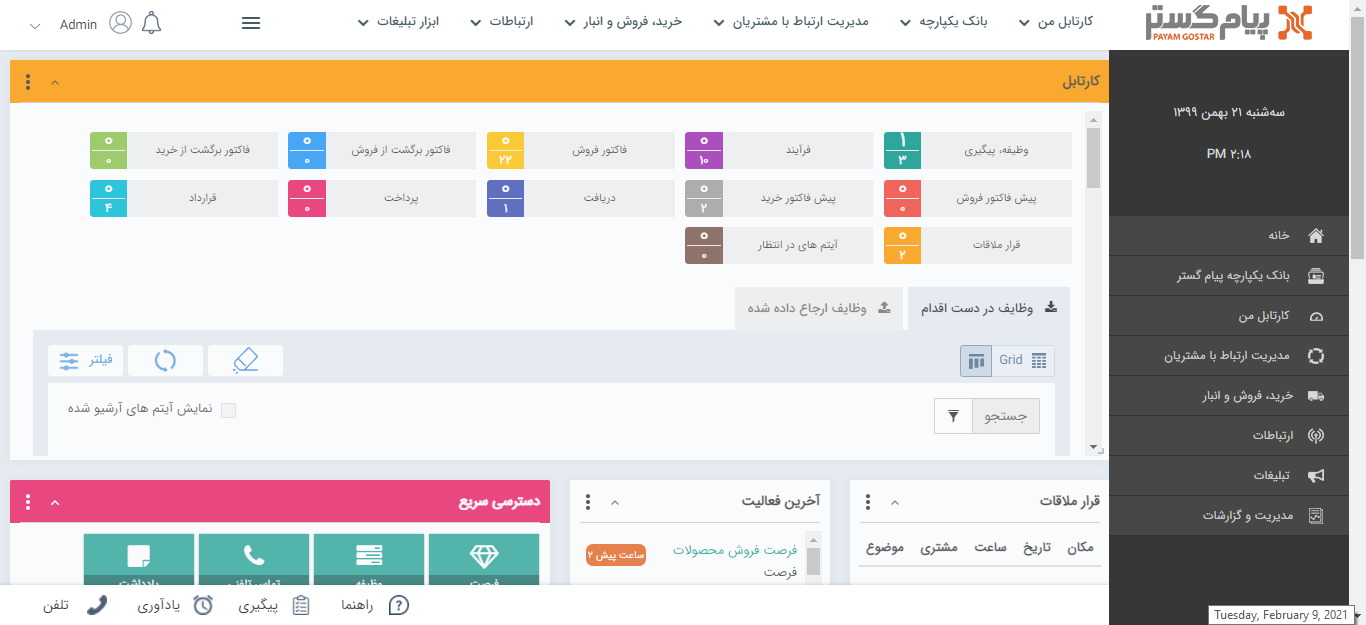 پیام گستر
PAYAM GOSTAR
کارتابل من
بانک یکپارچه
مدیریت ارتباط با مشتریان
خرید، فروش و انبار
ارتباطات
ابزار تبلیغات
Admin
سه‌شنبه ۲۱ بهمن ۱۳۹۹
۲:۱۸ PM
خانه
بانک یکپارچه پیام گستر
کارتابل من
مدیریت ارتباط با مشتریان
خرید، فروش و انبار
ارتباطات
تبلیغات
مدیریت و گزارشات
کارتابل
وظیفه، پیگیری
۱
۳
فرآیند
۰
۱۰
فاکتور فروش
۰
۲۲
فاکتور برگشت از فروش
۰
۰
فاکتور برگشت از خرید
۰
۰
پیش فاکتور فروش
۰
۰
پیش فاکتور خرید
۰
۲
دریافت
۰
۱
پرداخت
۰
۰
قرارداد
۰
۴
قرار ملاقات
۰
۲
آیتم های در انتظار
۰
۰
وظایف در دست اقدام
وظایف ارجاع داده شده
Grid
فیلتر
جستجو
نمایش آیتم های آرشیو شده
قرار ملاقات
مکان تاریخ ساعت مشتری موضوع
آخرین فعالیت
فرصت فروش محصولات
ساعت پیش ۲
فرصت
دسترسی سریع
فرصت
وظیفه
تماس تلفنی
یادداشت
راهنما
پیگیری
یادآوری
تلفن
Tuesday, February 9, 2021